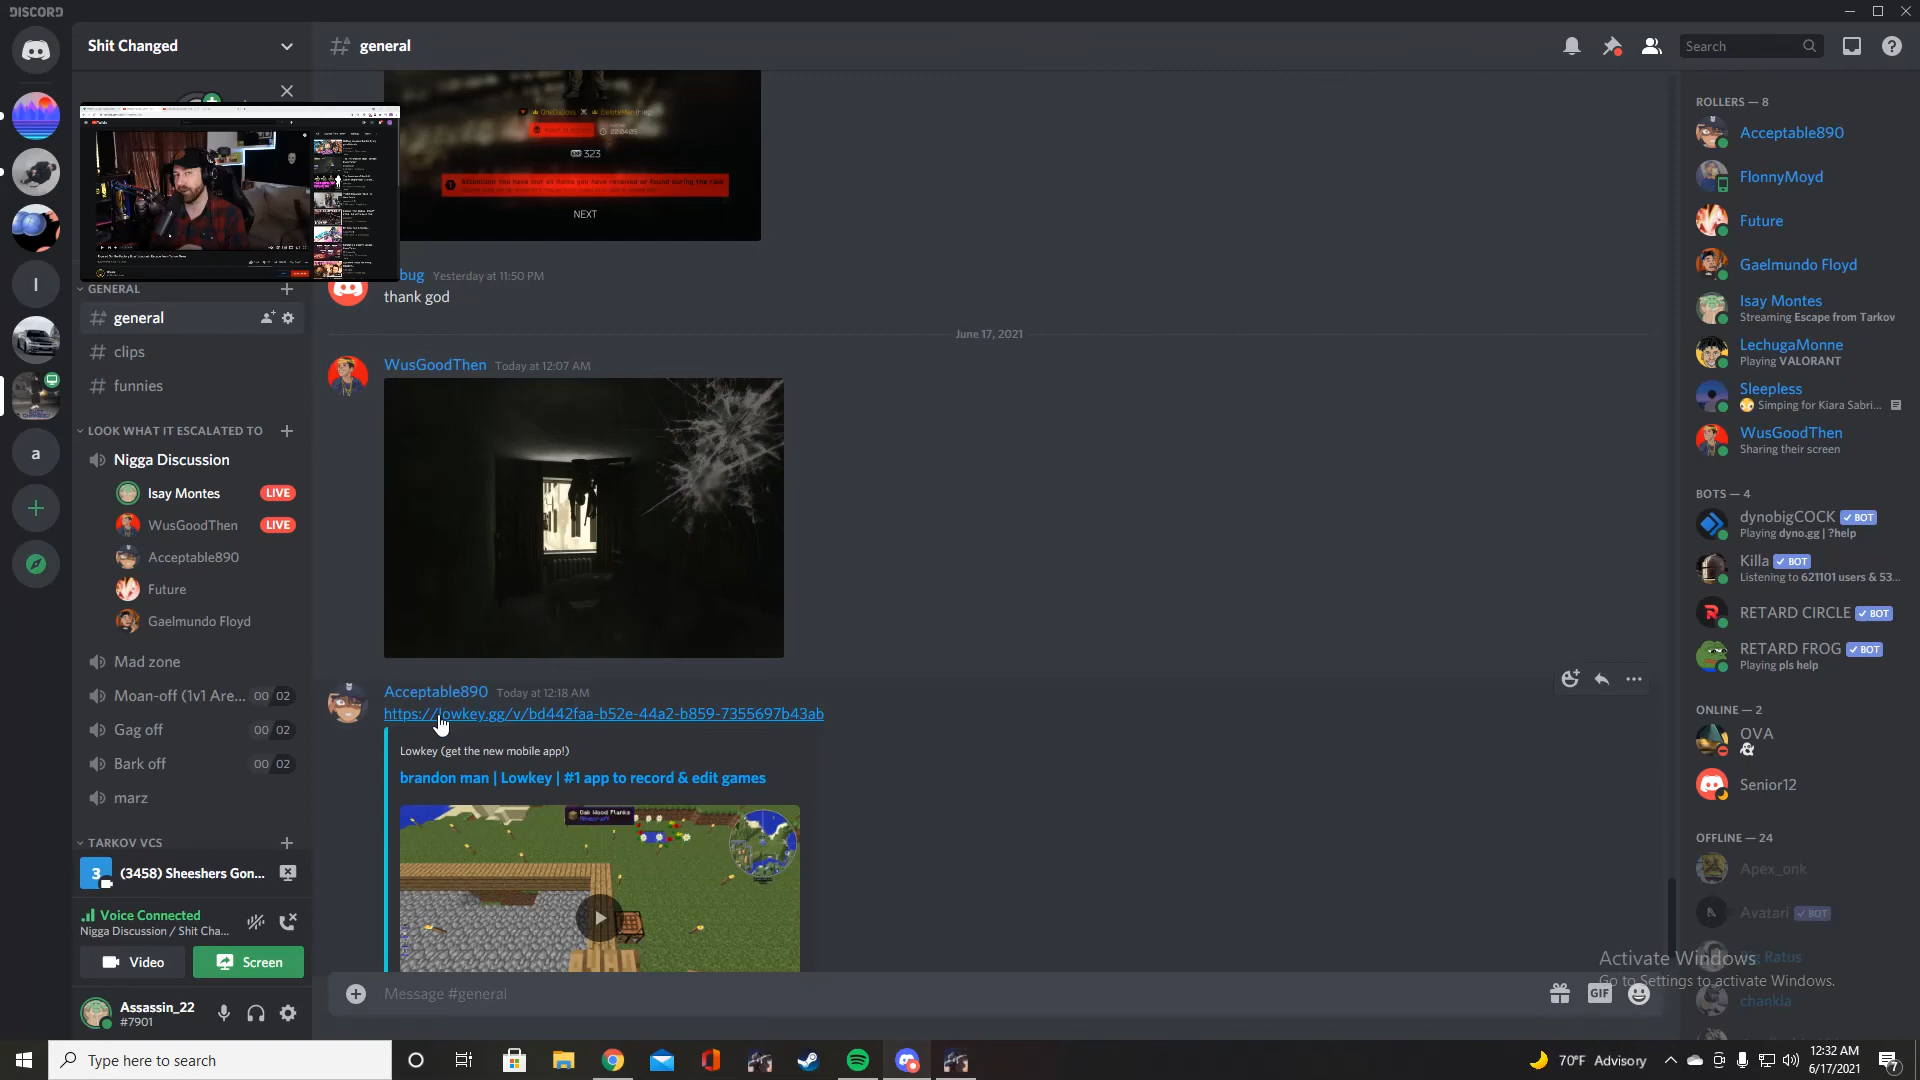 DISCORD
Shit Changed
general
Search
NEXT
323
bug Yesterday at 11:50 PM
thank god
June 17, 2021
WusGoodThen Today at 12:07 AM
Acceptable890 Today at 12:18 AM
https://lowkey.gg/v/bd442faa-b52e-44a2-b859-7355697b43ab
Lowkey (get the new mobile app!)
brandon man | Lowkey | #1 app to record & edit games
Oak Wood Planks
Minecraft
Message #general
GIF
GENERAL
general
clips
funnies
LOOK WHAT IT ESCALATED TO
Nigga Discussion
Isay Montes LIVE
WusGoodThen LIVE
Acceptable890
Future
Gaelmundo Floyd
Mad zone
Moan-off (1v1 Are... 00 02
Gag off 00 02
Bark off 00 02
marz
TARKOV VCS
3 (3458) Sheeshers Gon...
Voice Connected
Nigga Discussion / Shit Cha...
Video
Screen
Assassin_22
#7901
I
a
ROLLERS — 8
Acceptable890
FlonnyMoyd
Future
Gaelmundo Floyd
Isay Montes
Streaming Escape from Tarkov
LechugaMonne
Playing VALORANT
Sleepless
Simping for Kiara Sabri...
WusGoodThen
Sharing their screen
BOTS — 4
dynobigCOCK BOT
Playing dyno.gg | ?help
Killa BOT
Listening to 621101 users & 53...
RETARD CIRCLE BOT
RETARD FROG BOT
Playing pls help
ONLINE — 2
OVA
Senior12
OFFLINE — 24
Apex_onk
Avatari BOT
Ratus
chankla
Activate Windows
Go to Settings to activate Windows.
Type here to search
70°F Advisory
12:32 AM
6/17/2021
7